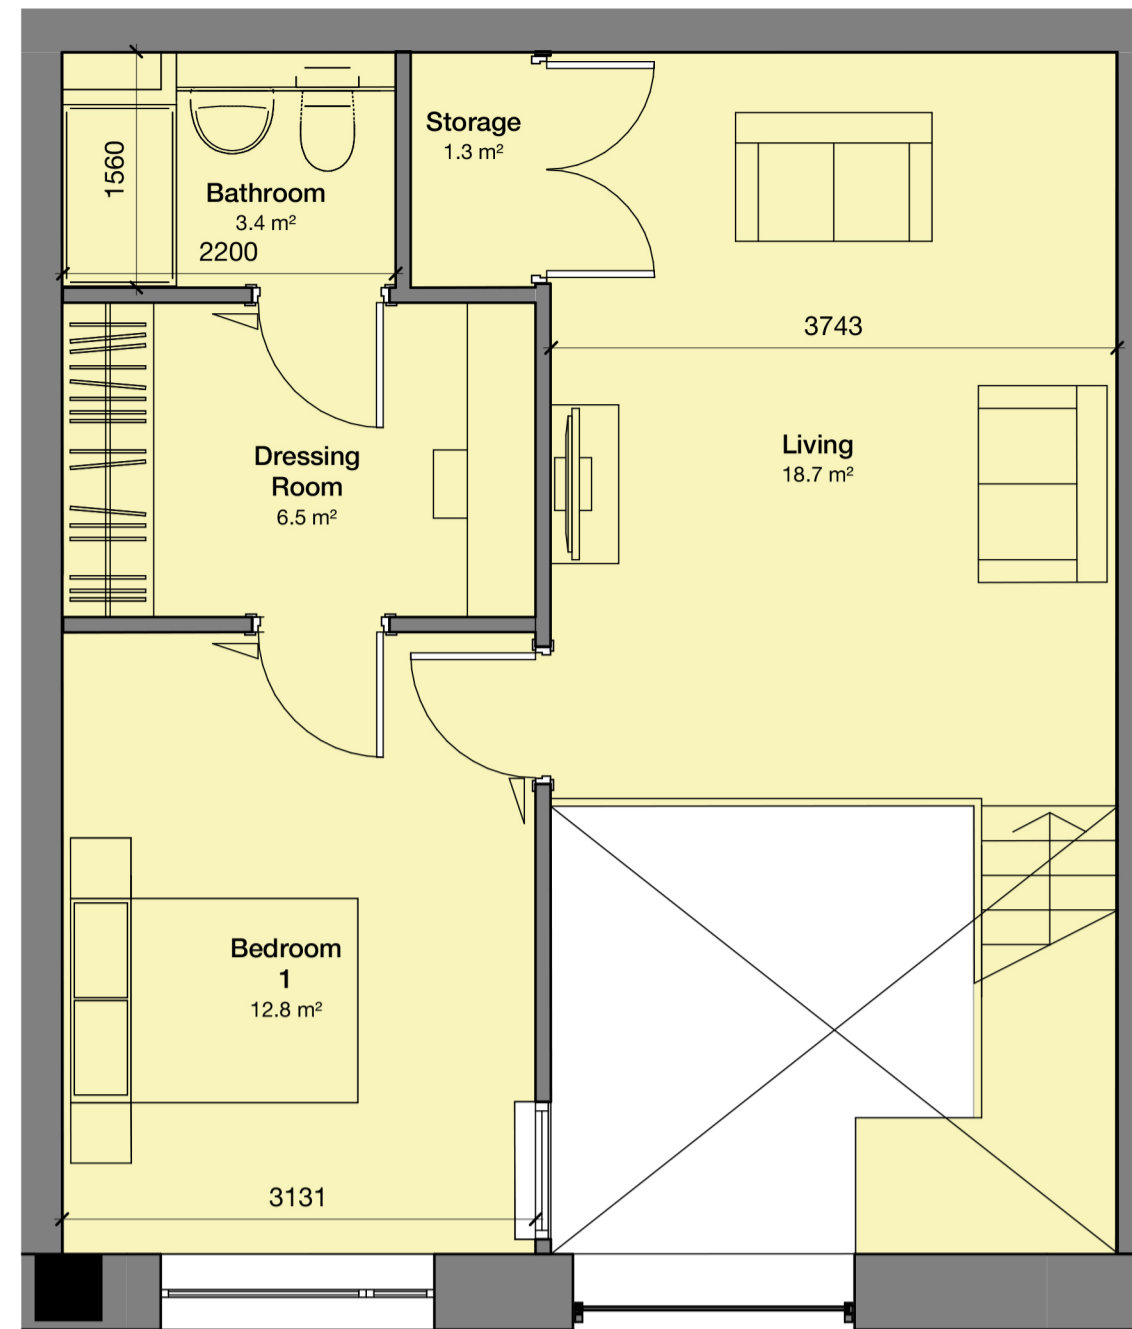 Storage
1.3 m²
1560
Bathroom
3.4 m²
2200
3743
Dressing
Room
6.5 m²
Living
18.7 m²
Bedroom
1
12.8 m²
3131